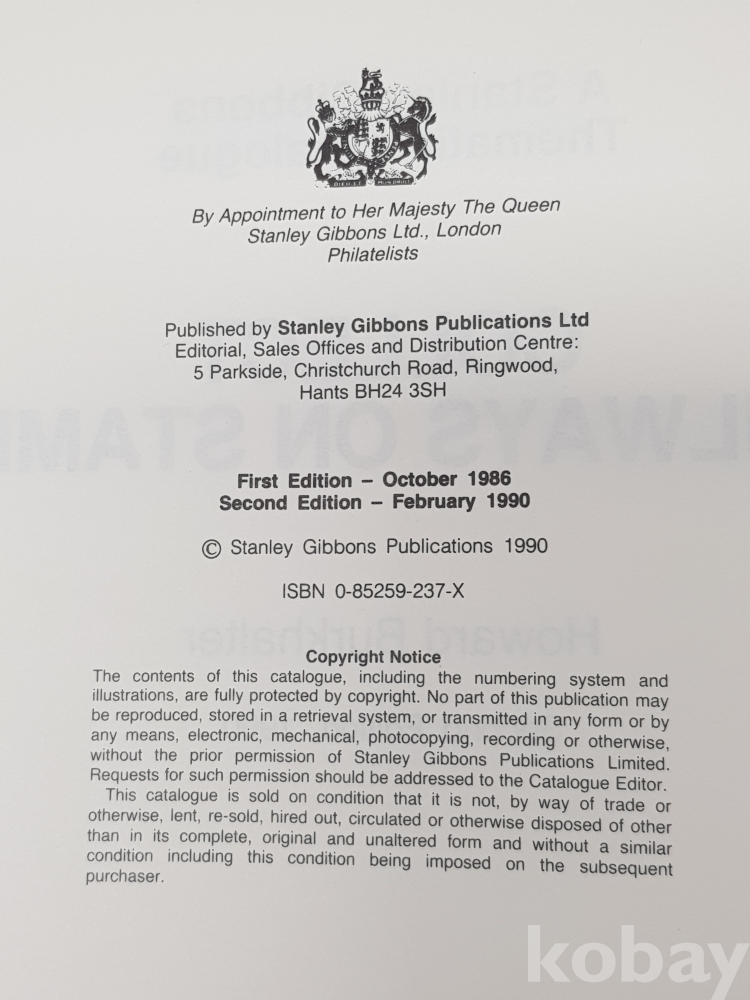 By Appointment to Her Majesty The Queen
Stanley Gibbons Ltd., London
Philatelists
Published by Stanley Gibbons Publications Ltd
Editorial, Sales Offices and Distribution Centre:
5 Parkside, Christchurch Road, Ringwood,
Hants BH24 3SH
First Edition – October 1986
Second Edition – February 1990
© Stanley Gibbons Publications 1990
ISBN 0-85259-237-X
Copyright Notice
The contents of this catalogue, including the numbering system and
illustrations, are fully protected by copyright. No part of this publication may
be reproduced, stored in a retrieval system, or transmitted in any form or by
any means, electronic, mechanical, photocopying, recording or otherwise,
without the prior permission of Stanley Gibbons Publications Limited.
Requests for such permission should be addressed to the Catalogue Editor.
This catalogue is sold on condition that it is not, by way of trade or
otherwise, lent, re-sold, hired out, circulated or otherwise disposed of other
than in its complete, original and unaltered form and without a similar
condition including this condition being imposed on the subsequent
purchaser.
kobay